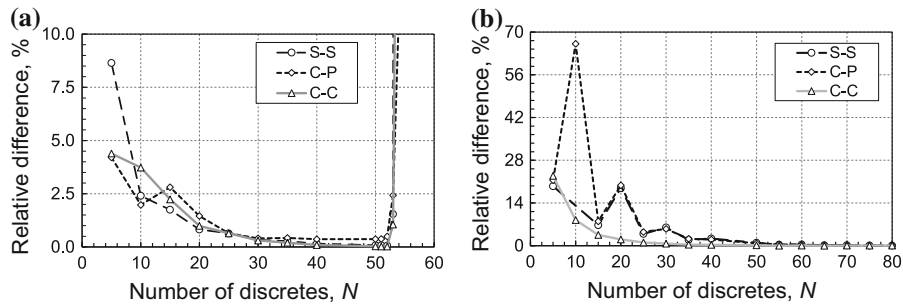 (a)
Relative difference, %
10.0
7.5
5.0
2.5
0.0
S-S
C-P
C-C
0 10 20 30 40 50 60
Number of discretes, N
(b)
Relative difference, %
70
56
42
28
14
0
S-S
C-P
C-C
0 10 20 30 40 50 60 70 80
Number of discretes, N